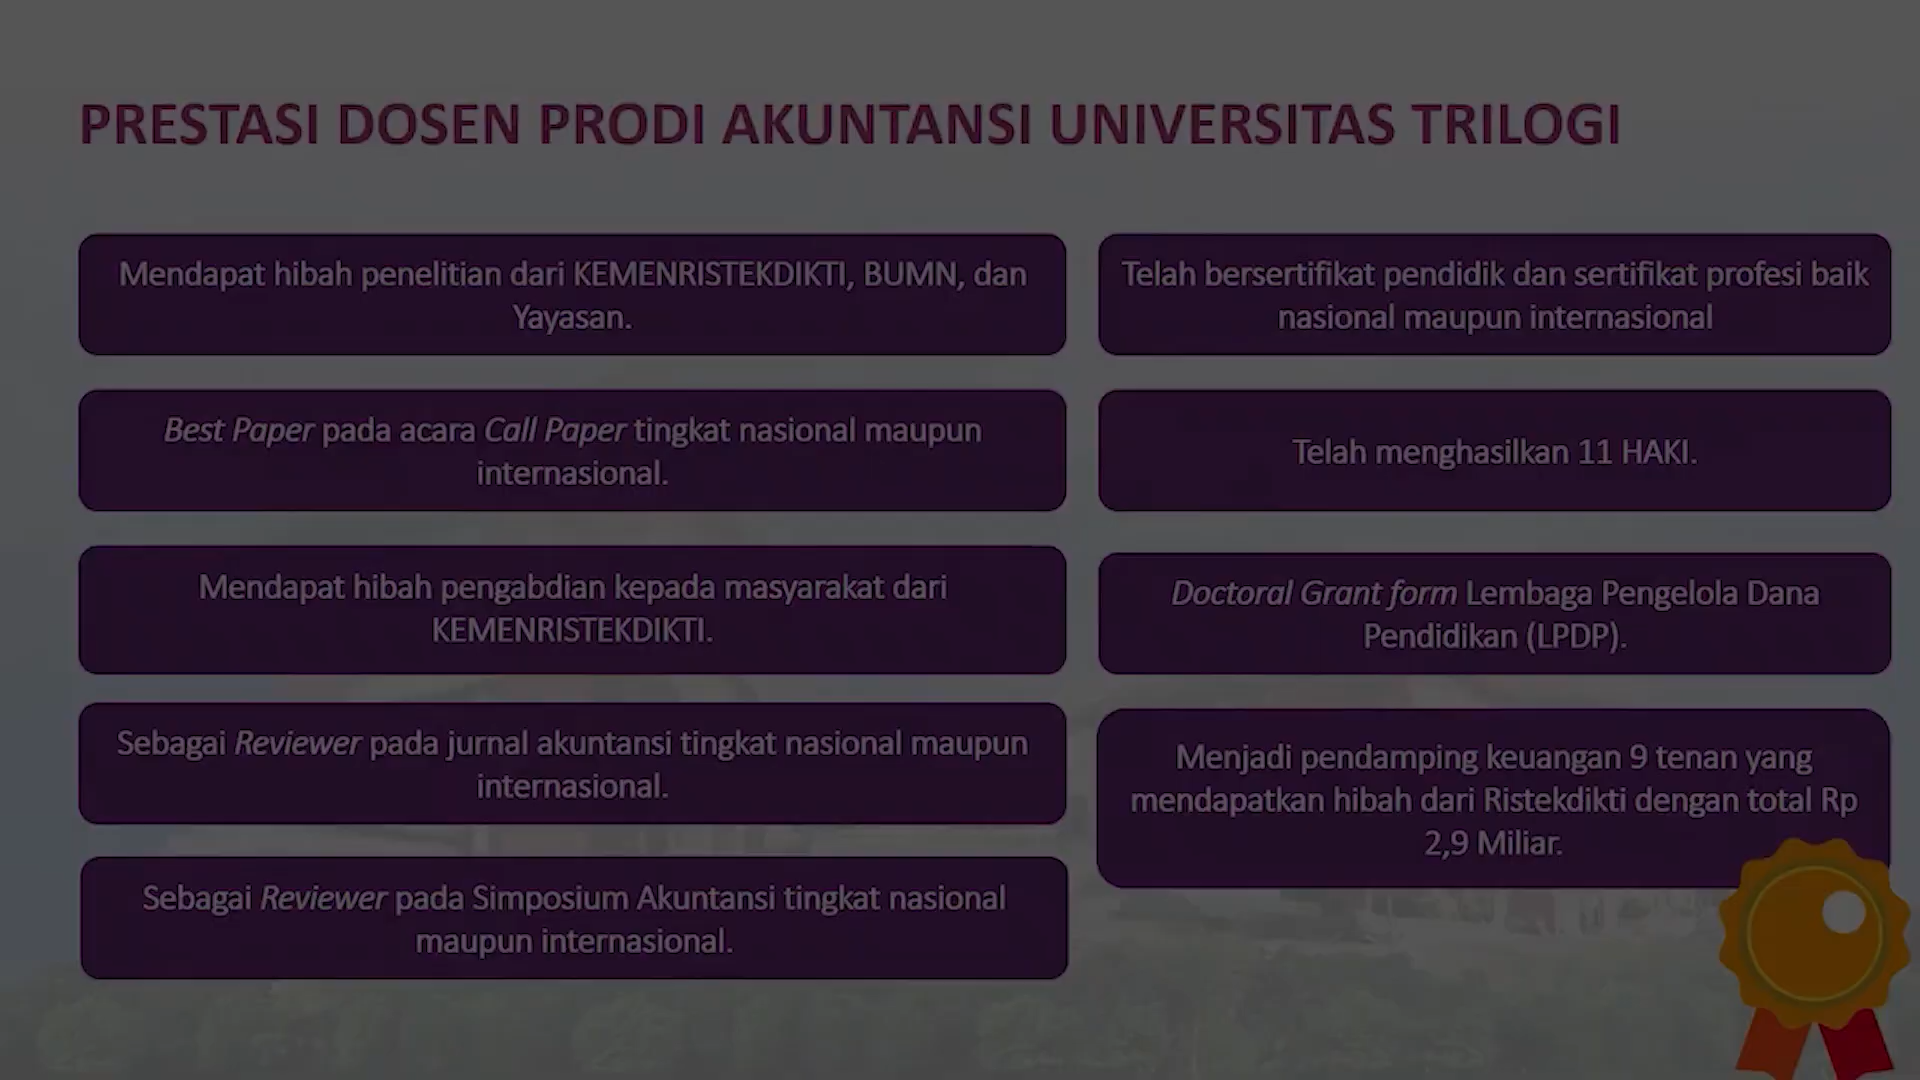 PRESTASI DOSEN PRODI AKUNTANSI UNIVERSITAS TRILOGI
Mendapat hibah penelitian dari KEMENRISTEKDIKTI, BUMN, dan
Yayasan.
Best Paper pada acara Call Paper tingkat nasional maupun
internasional.
Mendapat hibah pengabdian kepada masyarakat dari
KEMENRISTEKDIKTI.
Sebagai Reviewer pada jurnal akuntansi tingkat nasional maupun
internasional.
Sebagai Reviewer pada Simposium Akuntansi tingkat nasional
maupun internasional.
Telah bersertifikat pendidik dan sertifikat profesi baik
nasional maupun internasional
Telah menghasilkan 11 HAKI.
Doctoral Grant form Lembaga Pengelola Dana
Pendidikan (LPDP).
Menjadi pendamping keuangan 9 tenan yang
mendapatkan hibah dari Ristekdikti dengan total Rp
2,9 Miliar.